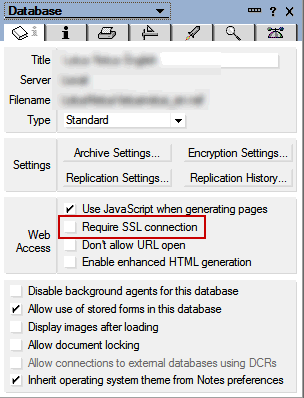 Database
? ×
i
Title
Server
Filename
Type Standard
Settings
Archive Settings... Encryption Settings...
Replication Settings... Replication History...
Web Access
Use JavaScript when generating pages
Require SSL connection
Don't allow URL open
Enable enhanced HTML generation
Disable background agents for this database
Allow use of stored forms in this database
Display images after loading
Allow document locking
Allow connections to external databases using DCRs
Inherit operating system theme from Notes preferences